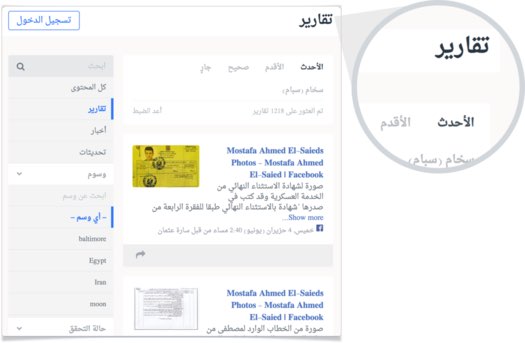 تقارير
تسجيل الدخول
الأحدث
الأقدم
صحيح
جارٍ
سخام (سبام)
تم العثور على 1218 تقارير
أعد الضبط
Mostafa Ahmed El-Saieds
Photos - Mostafa Ahmed
El-Saied | Facebook
صورة لشهادة الاستثناء النهائي من
الخدمة العسكرية وقد كتب في
صدرها "شهادة بالاستثناء النهائي طبقا للفقرة الرابعة من
Show more...
خميس، 4 حزيران (يونيو) 2:40 مساء من قبل سارة عثمان
Mostafa Ahmed El-Saieds
Photos - Mostafa Ahmed
El-Saied | Facebook
صورة من الخطاب الوارد لمصطفى من
ابحث
كل المحتوى
تقارير
أخبار
تحديثات
وسوم
ابحث عن وسم
– أي وسم –
baltimore
Egypt
Iran
moon
حالة التحقق
تقارير
الأحدث
الأقدم
سخام (سبام)